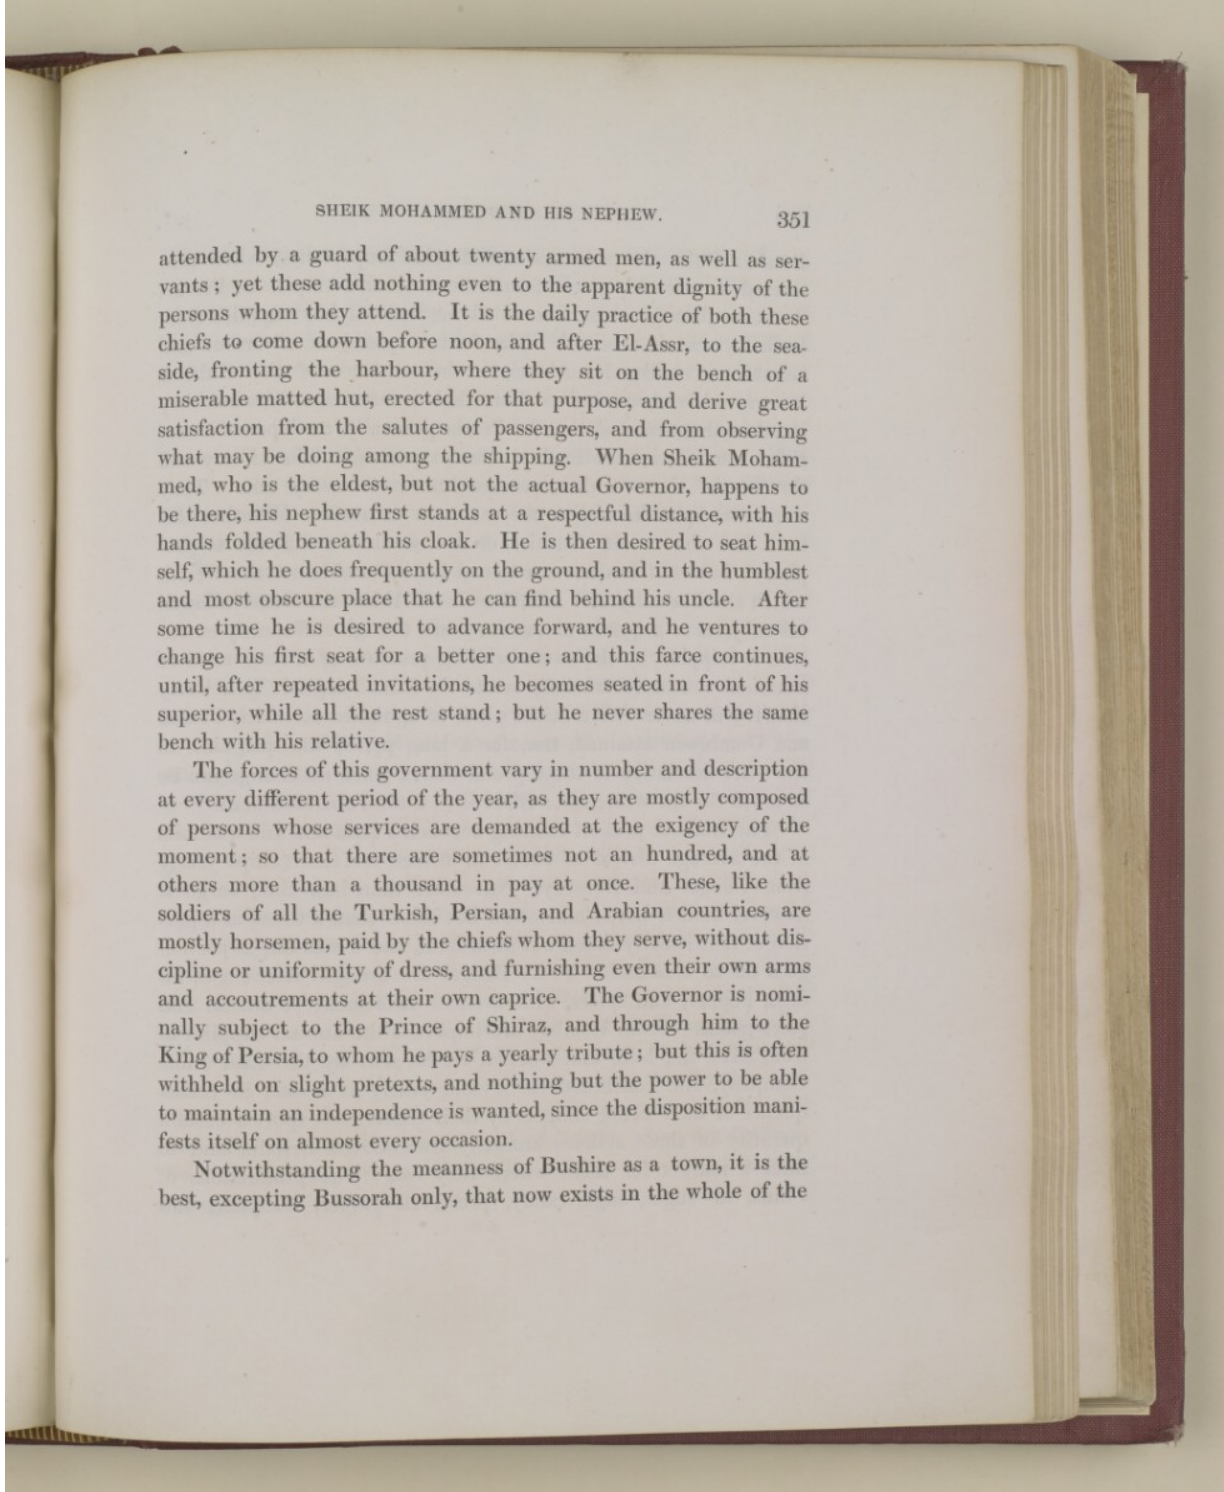 SHEIK MOHAMMED AND HIS NEPHEW. 351
attended by a guard of about twenty armed men, as well as ser-
vants; yet these add nothing even to the apparent dignity of the
persons whom they attend. It is the daily practice of both these
chiefs to come down before noon, and after El-Assr, to the sea-
side, fronting the harbour, where they sit on the bench of a
miserable matted hut, erected for that purpose, and derive great
satisfaction from the salutes of passengers, and from observing
what may be doing among the shipping. When Sheik Moham-
med, who is the eldest, but not the actual Governor, happens to
be there, his nephew first stands at a respectful distance, with his
hands folded beneath his cloak. He is then desired to seat him-
self, which he does frequently on the ground, and in the humblest
and most obscure place that he can find behind his uncle. After
some time he is desired to advance forward, and he ventures to
change his first seat for a better one; and this farce continues,
until, after repeated invitations, he becomes seated in front of his
superior, while all the rest stand; but he never shares the same
bench with his relative.
The forces of this government vary in number and description
at every different period of the year, as they are mostly composed
of persons whose services are demanded at the exigency of the
moment; so that there are sometimes not an hundred, and at
others more than a thousand in pay at once. These, like the
soldiers of all the Turkish, Persian, and Arabian countries, are
mostly horsemen, paid by the chiefs whom they serve, without dis-
cipline or uniformity of dress, and furnishing even their own arms
and accoutrements at their own caprice. The Governor is nomi-
nally subject to the Prince of Shiraz, and through him to the
King of Persia, to whom he pays a yearly tribute; but this is often
withheld on slight pretexts, and nothing but the power to be able
to maintain an independence is wanted, since the disposition mani-
fests itself on almost every occasion.
Notwithstanding the meanness of Bushire as a town, it is the
best, excepting Bussorah only, that now exists in the whole of the